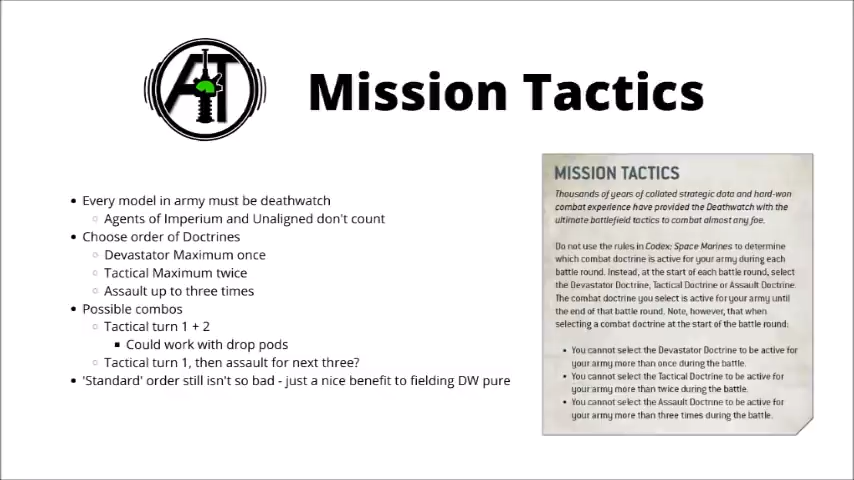 AT
Mission Tactics
• Every model in army must be deathwatch
○ Agents of Imperium and Unaligned don't count
• Choose order of Doctrines
○ Devastator Maximum once
○ Tactical Maximum twice
○ Assault up to three times
• Possible combos
○ Tactical turn 1 + 2
▪ Could work with drop pods
○ Tactical turn 1, then assault for next three?
• 'Standard' order still isn't so bad - just a nice benefit to fielding DW pure
MISSION TACTICS
Thousands of years of collated strategic data and hard-won
combat experience have provided the Deathwatch with the
ultimate battlefield tactics to combat almost any foe.
Do not use the rules in Codex: Space Marines to determine
which combat doctrine is active for your army during each
battle round. Instead, at the start of each battle round, select
the Devastator Doctrine, Tactical Doctrine or Assault Doctrine.
The combat doctrine you select is active for your army until
the end of that battle round. Note, however, that when
selecting a combat doctrine at the start of the battle round:
• You cannot select the Devastator Doctrine to be active for
your army more than once during the battle.
• You cannot select the Tactical Doctrine to be active for
your army more than twice during the battle.
• You cannot select the Assault Doctrine to be active for
your army more than three times during the battle.